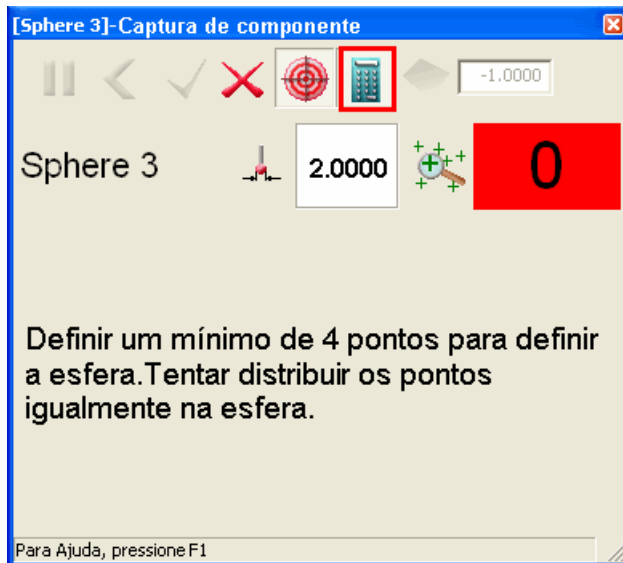 [Sphere 3]-Captura de componente
-1.0000
Sphere 3
2.0000
0
Definir um mínimo de 4 pontos para definir
a esfera.Tentar distribuir os pontos
igualmente na esfera.
Para Ajuda, pressione F1